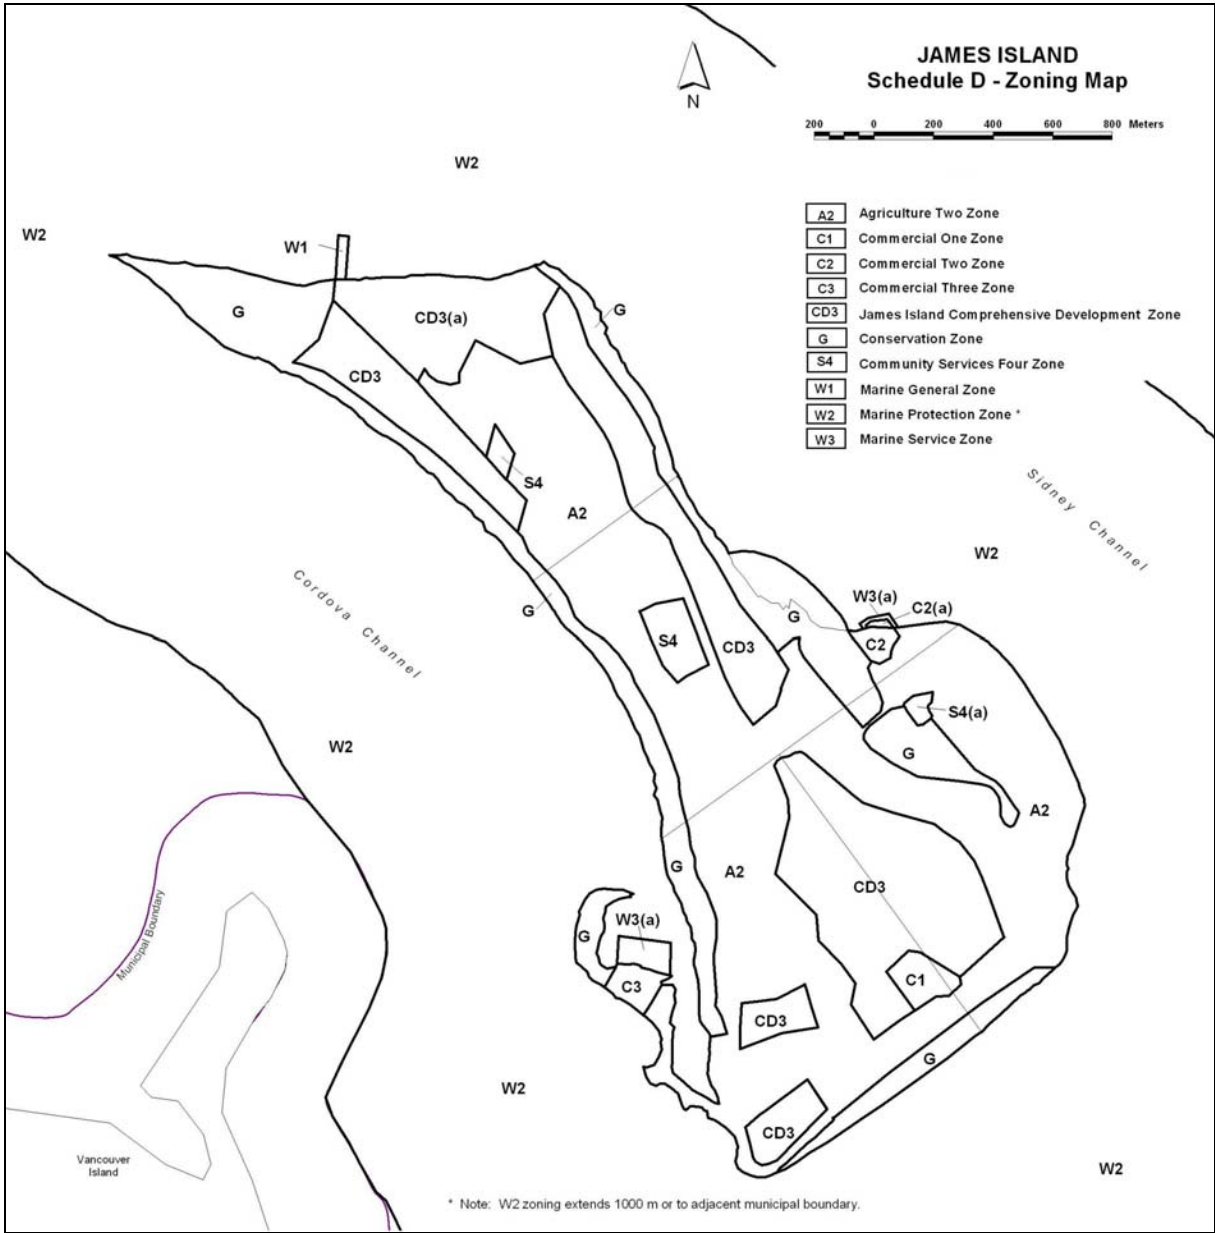 JAMES ISLAND
Schedule D - Zoning Map
N
200 0 200 400 600 800 Meters
W2
W2
A2 Agriculture Two Zone
C1 Commercial One Zone
C2 Commercial Two Zone
C3 Commercial Three Zone
CD3 James Island Comprehensive Development Zone
G Conservation Zone
S4 Community Services Four Zone
W1 Marine General Zone
W2 Marine Protection Zone *
W3 Marine Service Zone
W1
G
CD3(a)
G
CD3
S4
A2
Sidney Channel
W2
Cordova Channel
G
W3(a)
C2(a)
G
C2
S4
CD3
S4(a)
W2
G
A2
G
A2
CD3
Municipal Boundary
W3(a)
G
C3
C1
CD3
G
W2
CD3
Vancouver
Island
W2
* Note: W2 zoning extends 1000 m or to adjacent municipal boundary.